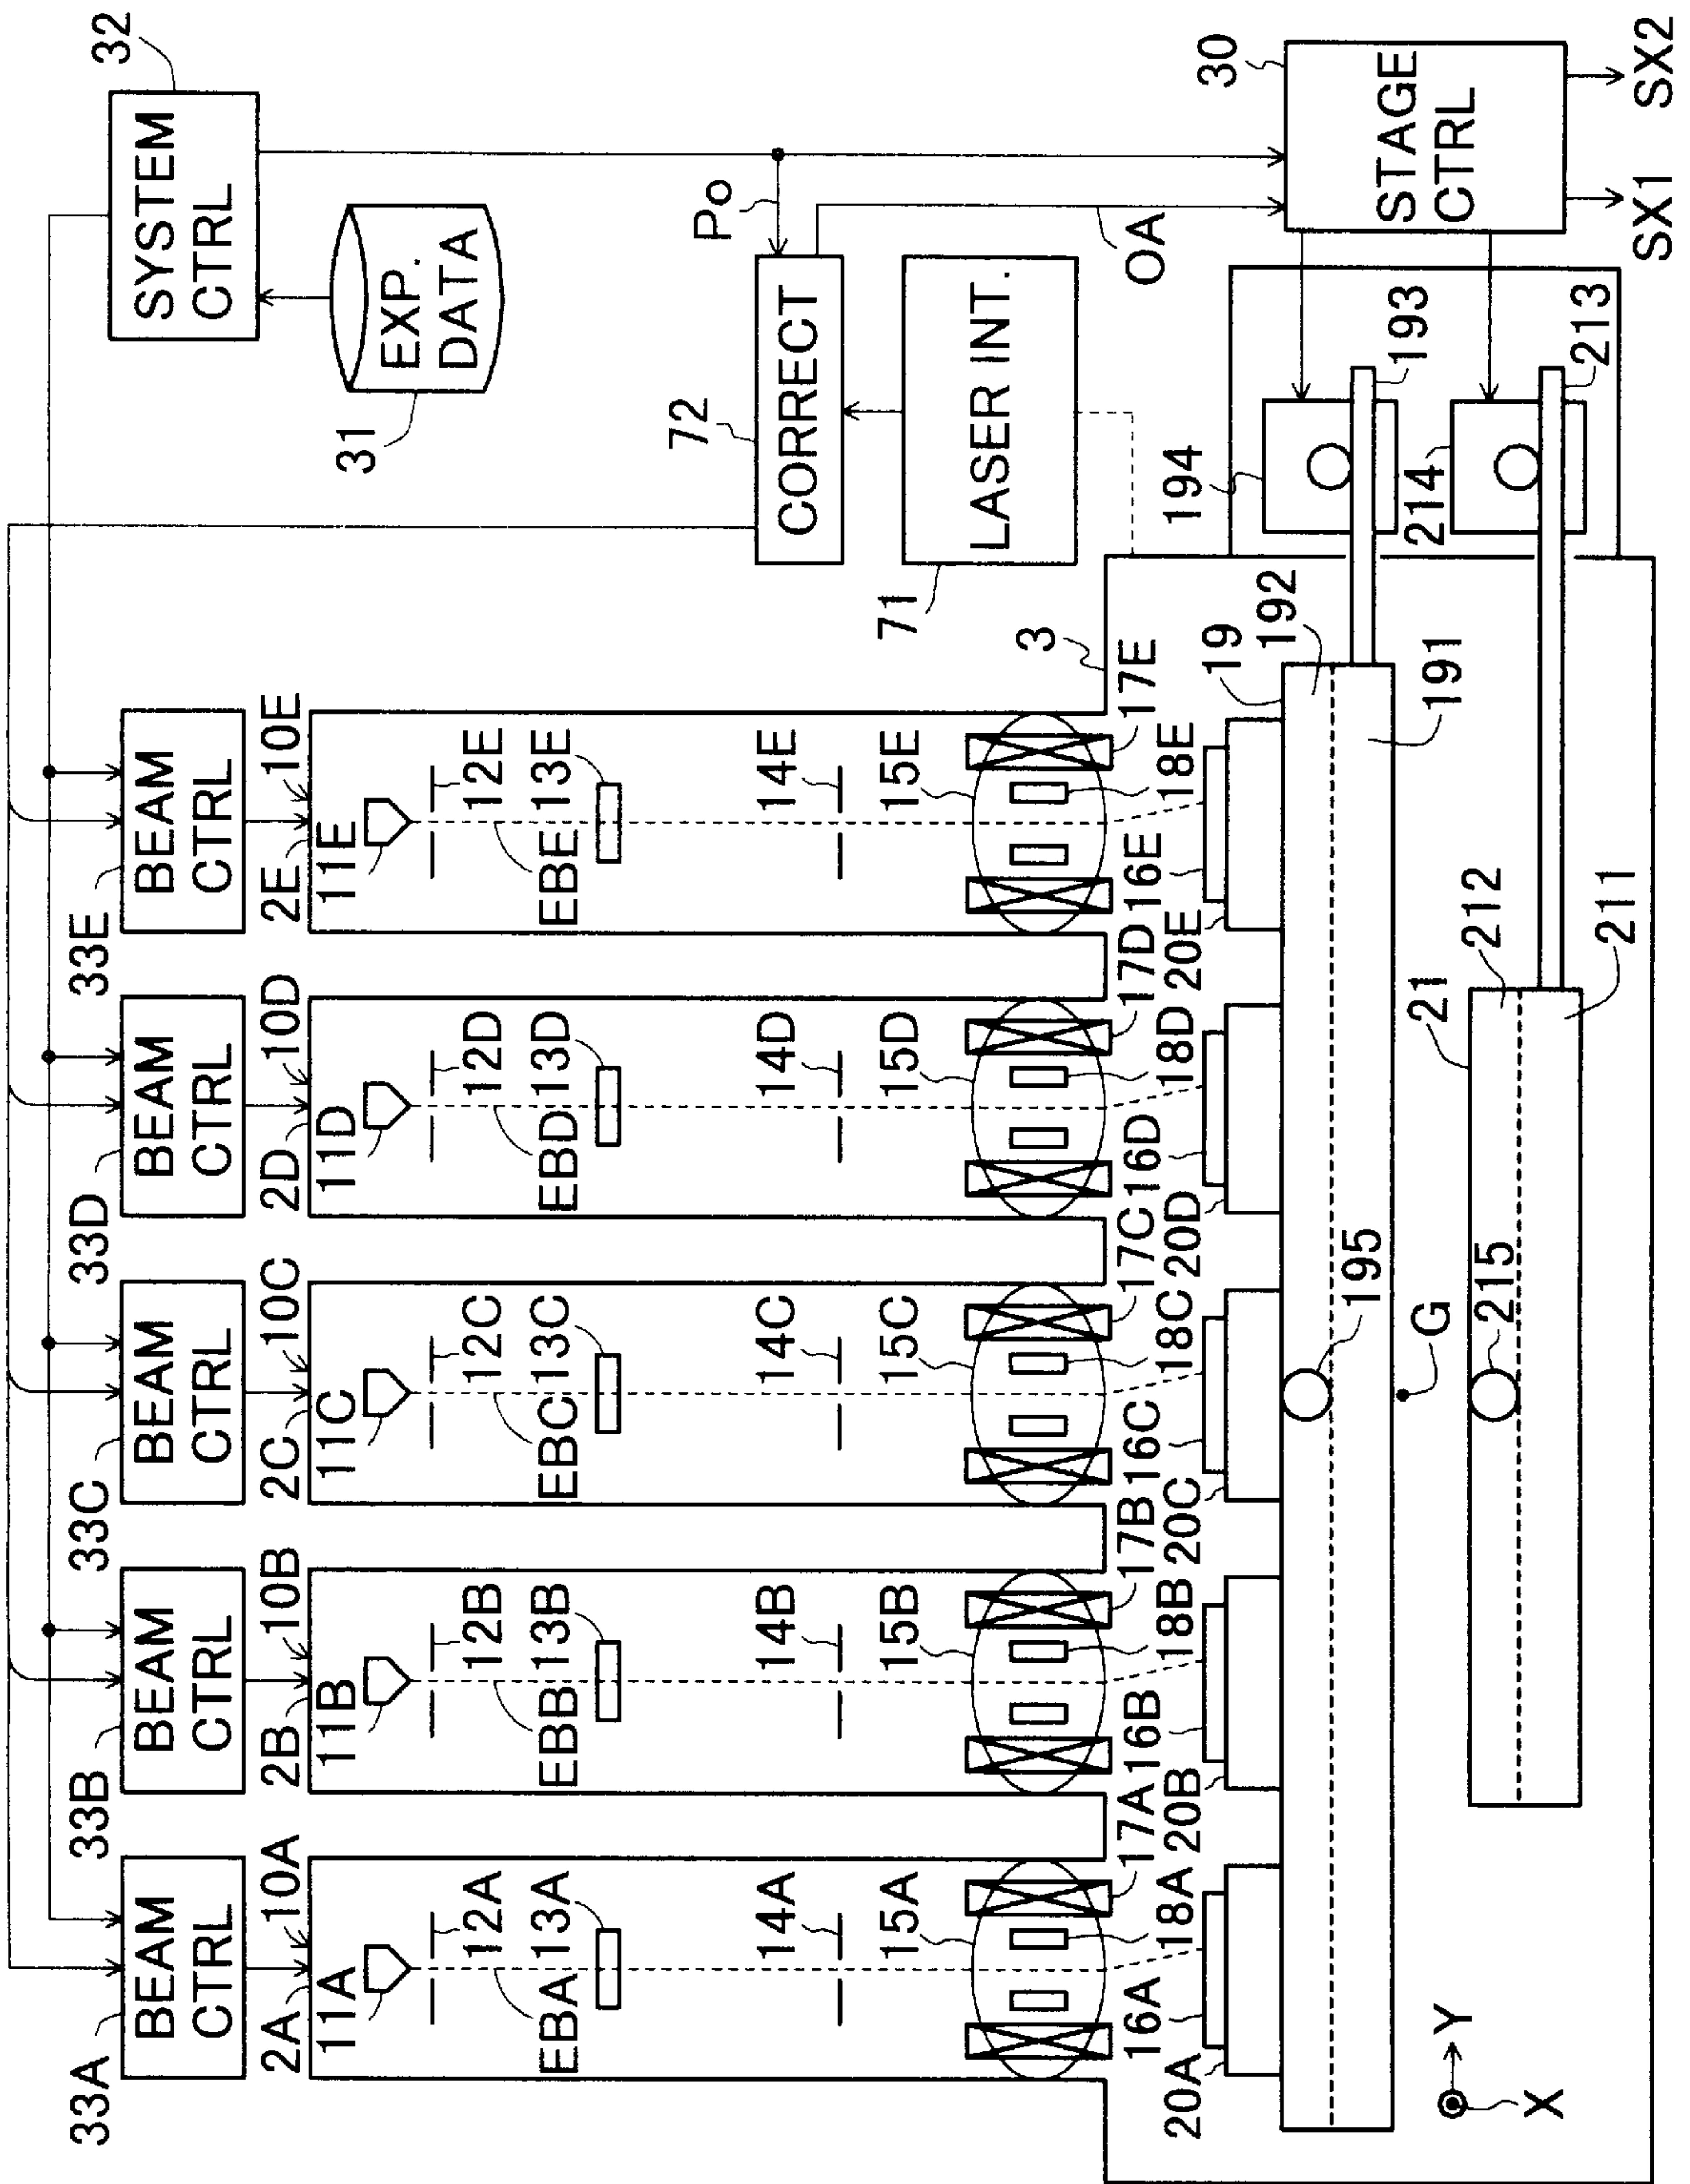 32
SYSTEM
CTRL
EXP.
DATA
31
Po
72
CORRECT
LASER INT.
71
OA
30
STAGE
CTRL
SX1
SX2
33A
BEAM
CTRL
33B
BEAM
CTRL
33C
BEAM
CTRL
33D
BEAM
CTRL
33E
BEAM
CTRL
2A
10A
2B
10B
2C
10C
2D
10D
2E
10E
11A
11B
11C
11D
11E
12A
12B
12C
12D
12E
EBA
13A
EBB
13B
EBC
13C
EBD
13D
EBE
13E
14A
14B
14C
14D
14E
15A
15B
15C
15D
15E
3
16A
17A
16B
17B
16C
17C
16D
17D
16E
17E
20A
18A
20B
18B
20C
18C
20D
18D
20E
18E
19
192
191
194
193
195
G
214
213
215
21
212
211
Y
X